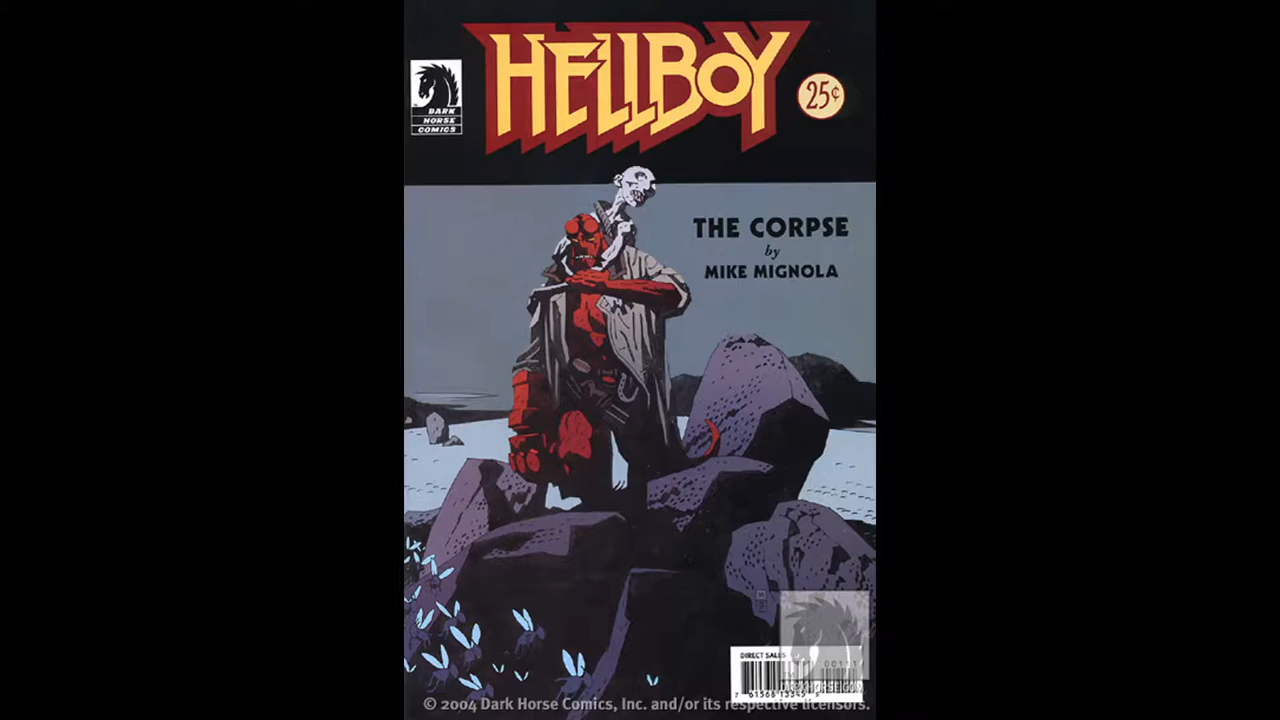 HELLBOY
25¢
DARK
HORSE
COMICS
THE CORPSE
by
MIKE MIGNOLA
DIRECT SALES
00111
© 2004 Dark Horse Comics, Inc. and/or its respective licensors.